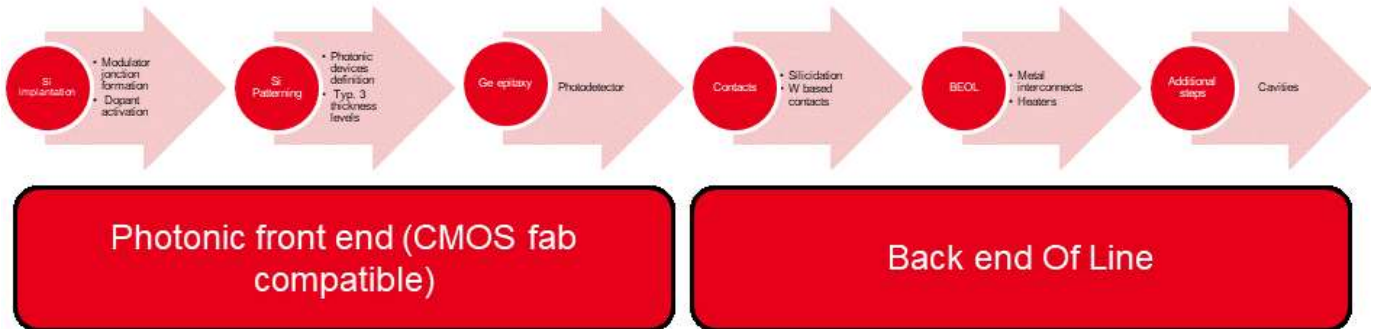 Si
Implantation
• Modulator
jonction
formation
• Dopant
activation
Si
Patterning
• Photonic
devices
definition
• Typ. 3
thickness
levels
Ge epitaxy
Photodetector
Contacts
• Silicidation
• W based
contacts
BEOL
• Metal
interconnects
• Heaters
Additional
steps
Cavities
Photonic front end (CMOS fab
compatible)
Back end Of Line